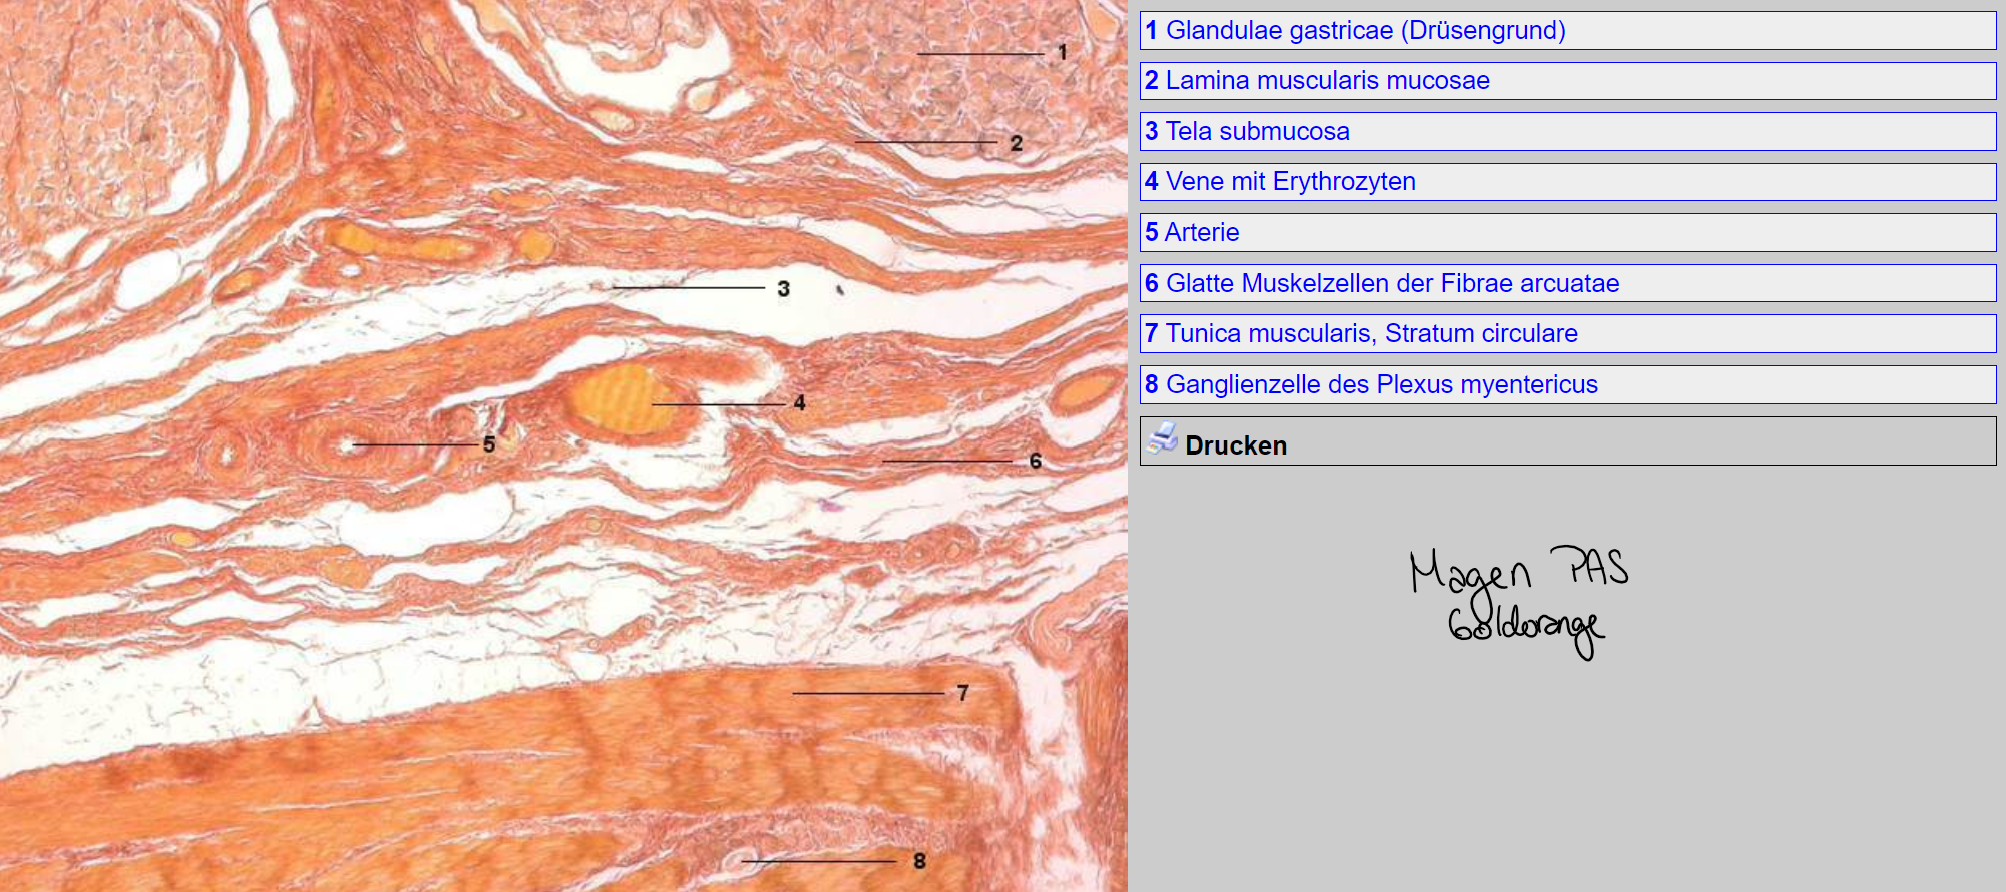 1
2
3
4
5
6
7
8
1 Glandulae gastricae (Drüsengrund)
2 Lamina muscularis mucosae
3 Tela submucosa
4 Vene mit Erythrozyten
5 Arterie
6 Glatte Muskelzellen der Fibrae arcuatae
7 Tunica muscularis, Stratum circulare
8 Ganglienzelle des Plexus myentericus
Drucken
Magen PAS
Goldorange